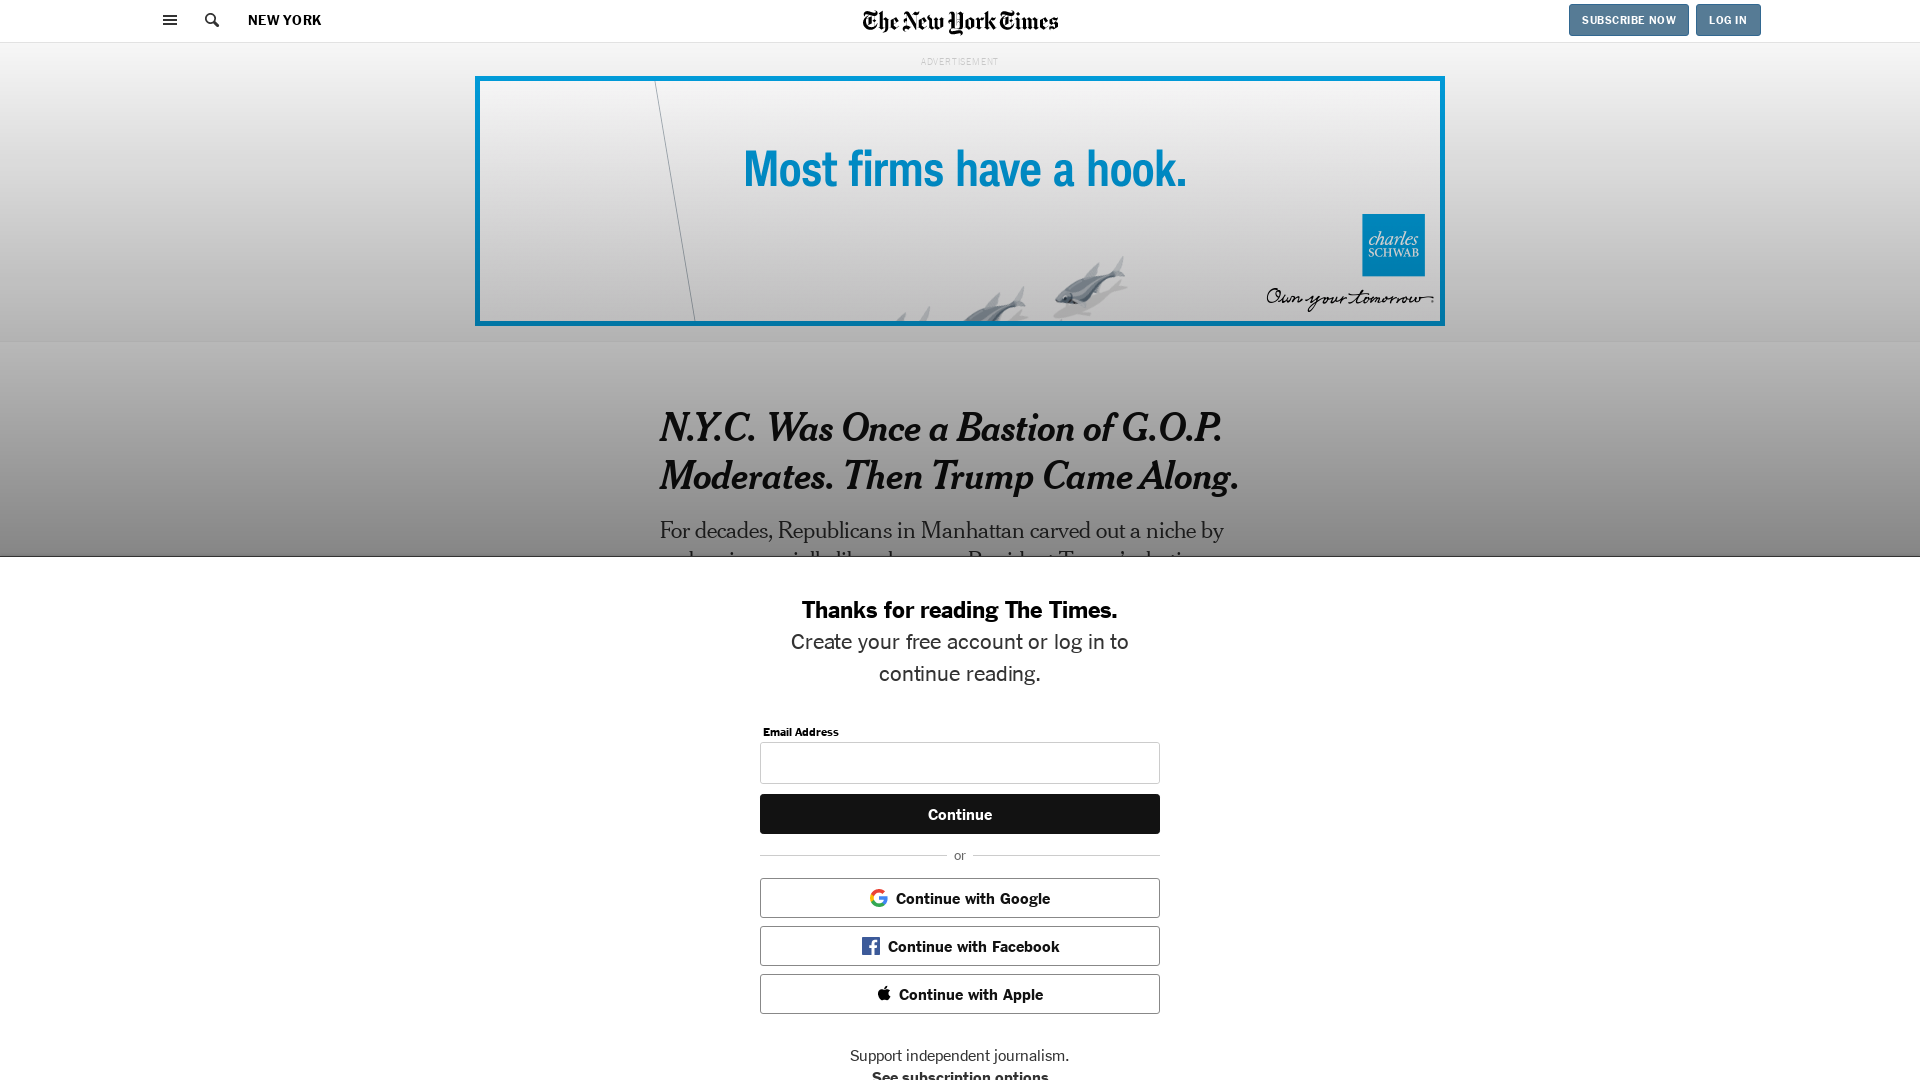 NEW YORK
The New York Times
SUBSCRIBE NOW
LOG IN
ADVERTISEMENT
Most firms have a hook.
charles
SCHWAB
Own your tomorrow
N.Y.C. Was Once a Bastion of G.O.P.
Moderates. Then Trump Came Along.
For decades, Republicans in Manhattan carved out a niche by
Thanks for reading The Times.
Create your free account or log in to
continue reading.
Email Address
Continue
or
Continue with Google
Continue with Facebook
Continue with Apple
Support independent journalism.
See subscription options